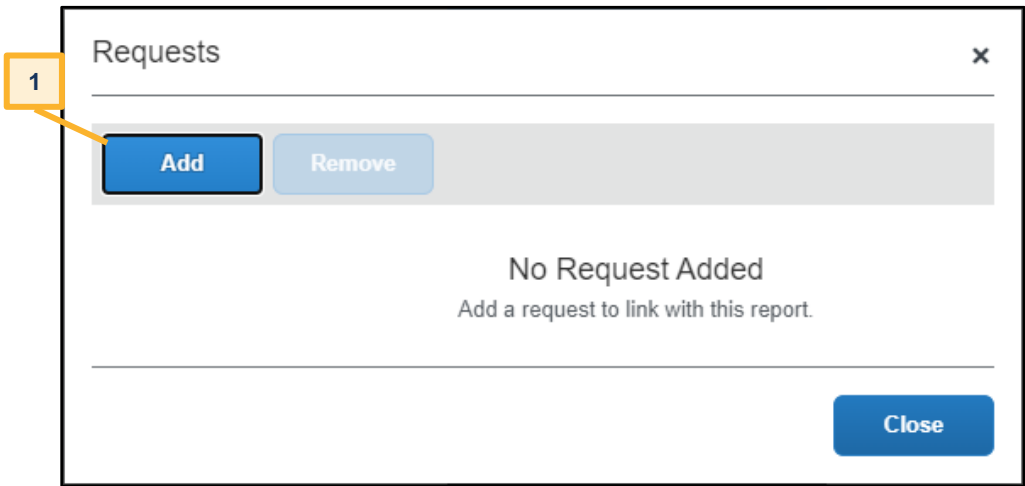 Requests
×
1
Add
Remove
No Request Added
Add a request to link with this report.
Close